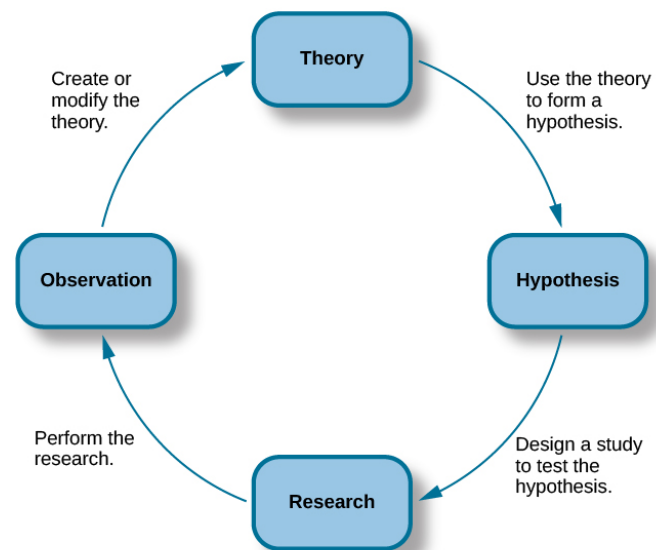 Theory
Use the theory
to form a
hypothesis.
Hypothesis
Design a study
to test the
hypothesis.
Research
Perform the
research.
Observation
Create or
modify the
theory.